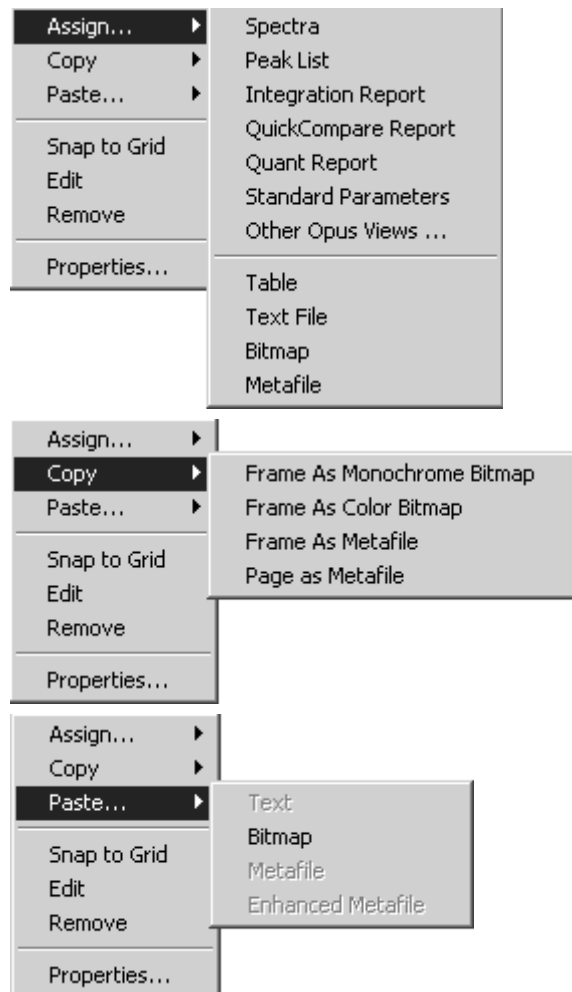 Assign...
Copy
Paste...
Snap to Grid
Edit
Remove
Properties...
Spectra
Peak List
Integration Report
QuickCompare Report
Quant Report
Standard Parameters
Other Opus Views ...
Table
Text File
Bitmap
Metafile
Assign...
Copy
Paste...
Snap to Grid
Edit
Remove
Properties...
Frame As Monochrome Bitmap
Frame As Color Bitmap
Frame As Metafile
Page as Metafile
Assign...
Copy
Paste...
Snap to Grid
Edit
Remove
Properties...
Text
Bitmap
Metafile
Enhanced Metafile